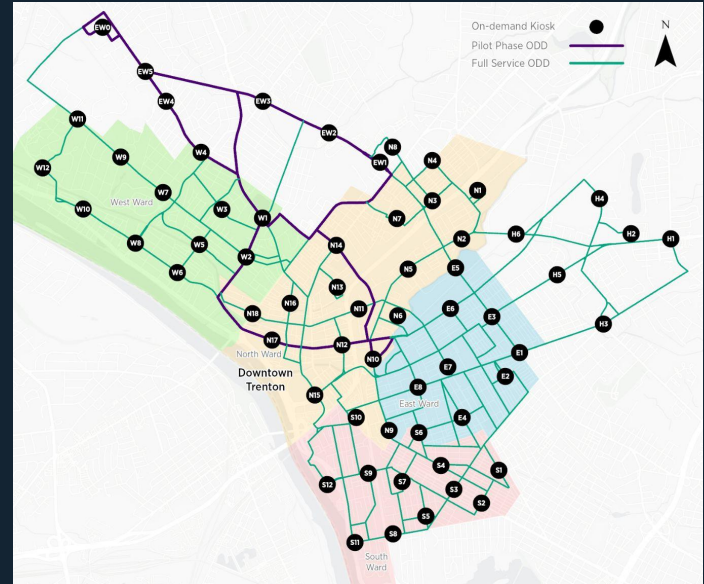 On-demand Kiosk
Pilot Phase ODD
Full Service ODD
N
EW0
EW5
EW4
EW3
EW2
EW1
N8
N4
N1
N3
N7
N2
W11
W9
W12
W4
W7
West Ward
W10
W3
W1
W8
W5
W2
W6
N14
N5
N13
N16
N11
N6
N18
N17
N12
N10
North Ward
Downtown
Trenton
N15
H4
H6
H2
H1
H5
H3
E5
E6
E3
E1
E7
E2
E8
East Ward
E4
S10
N9
S6
S4
S1
S9
S7
S12
S3
S2
S5
S8
S11
South
Ward